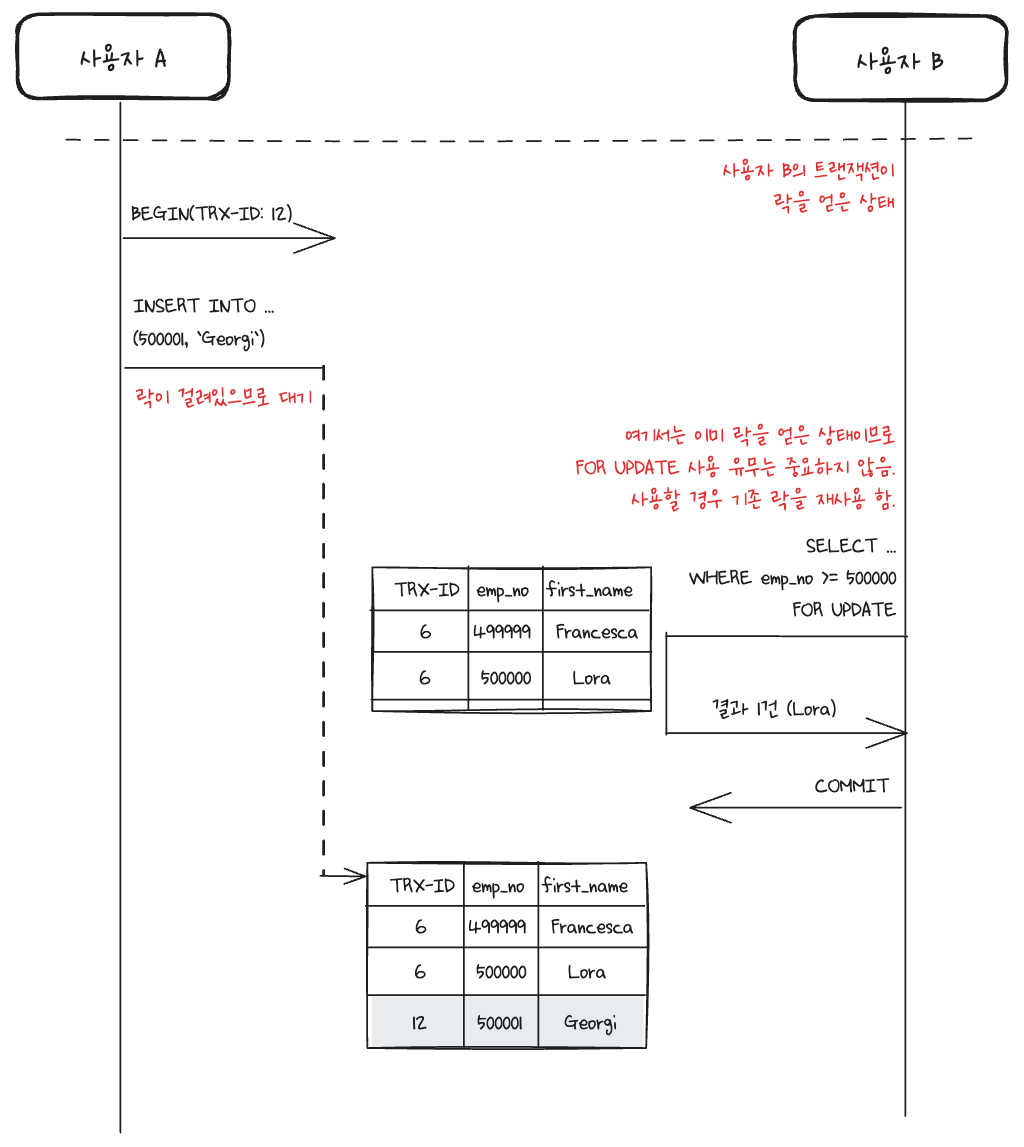 사용자 A
사용자 B
사용자 B의 트랜잭션이
락을 얻은 상태
BEGIN(TRX-ID: 12)
INSERT INTO ...
(500001, `Georgi`)
락이 걸려있으므로 대기
여기서는 이미 락을 얻은 상태이므로
FOR UPDATE 사용 유무는 중요하지 않음.
사용할 경우 기존 락을 재사용 함.
SELECT ...
WHERE emp_no >= 500000
FOR UPDATE
TRX-ID emp_no first_name
6 499999 Francesca
6 500000 Lora
결과 1건 (Lora)
COMMIT
TRX-ID emp_no first_name
6 499999 Francesca
6 500000 Lora
12 500001 Georgi